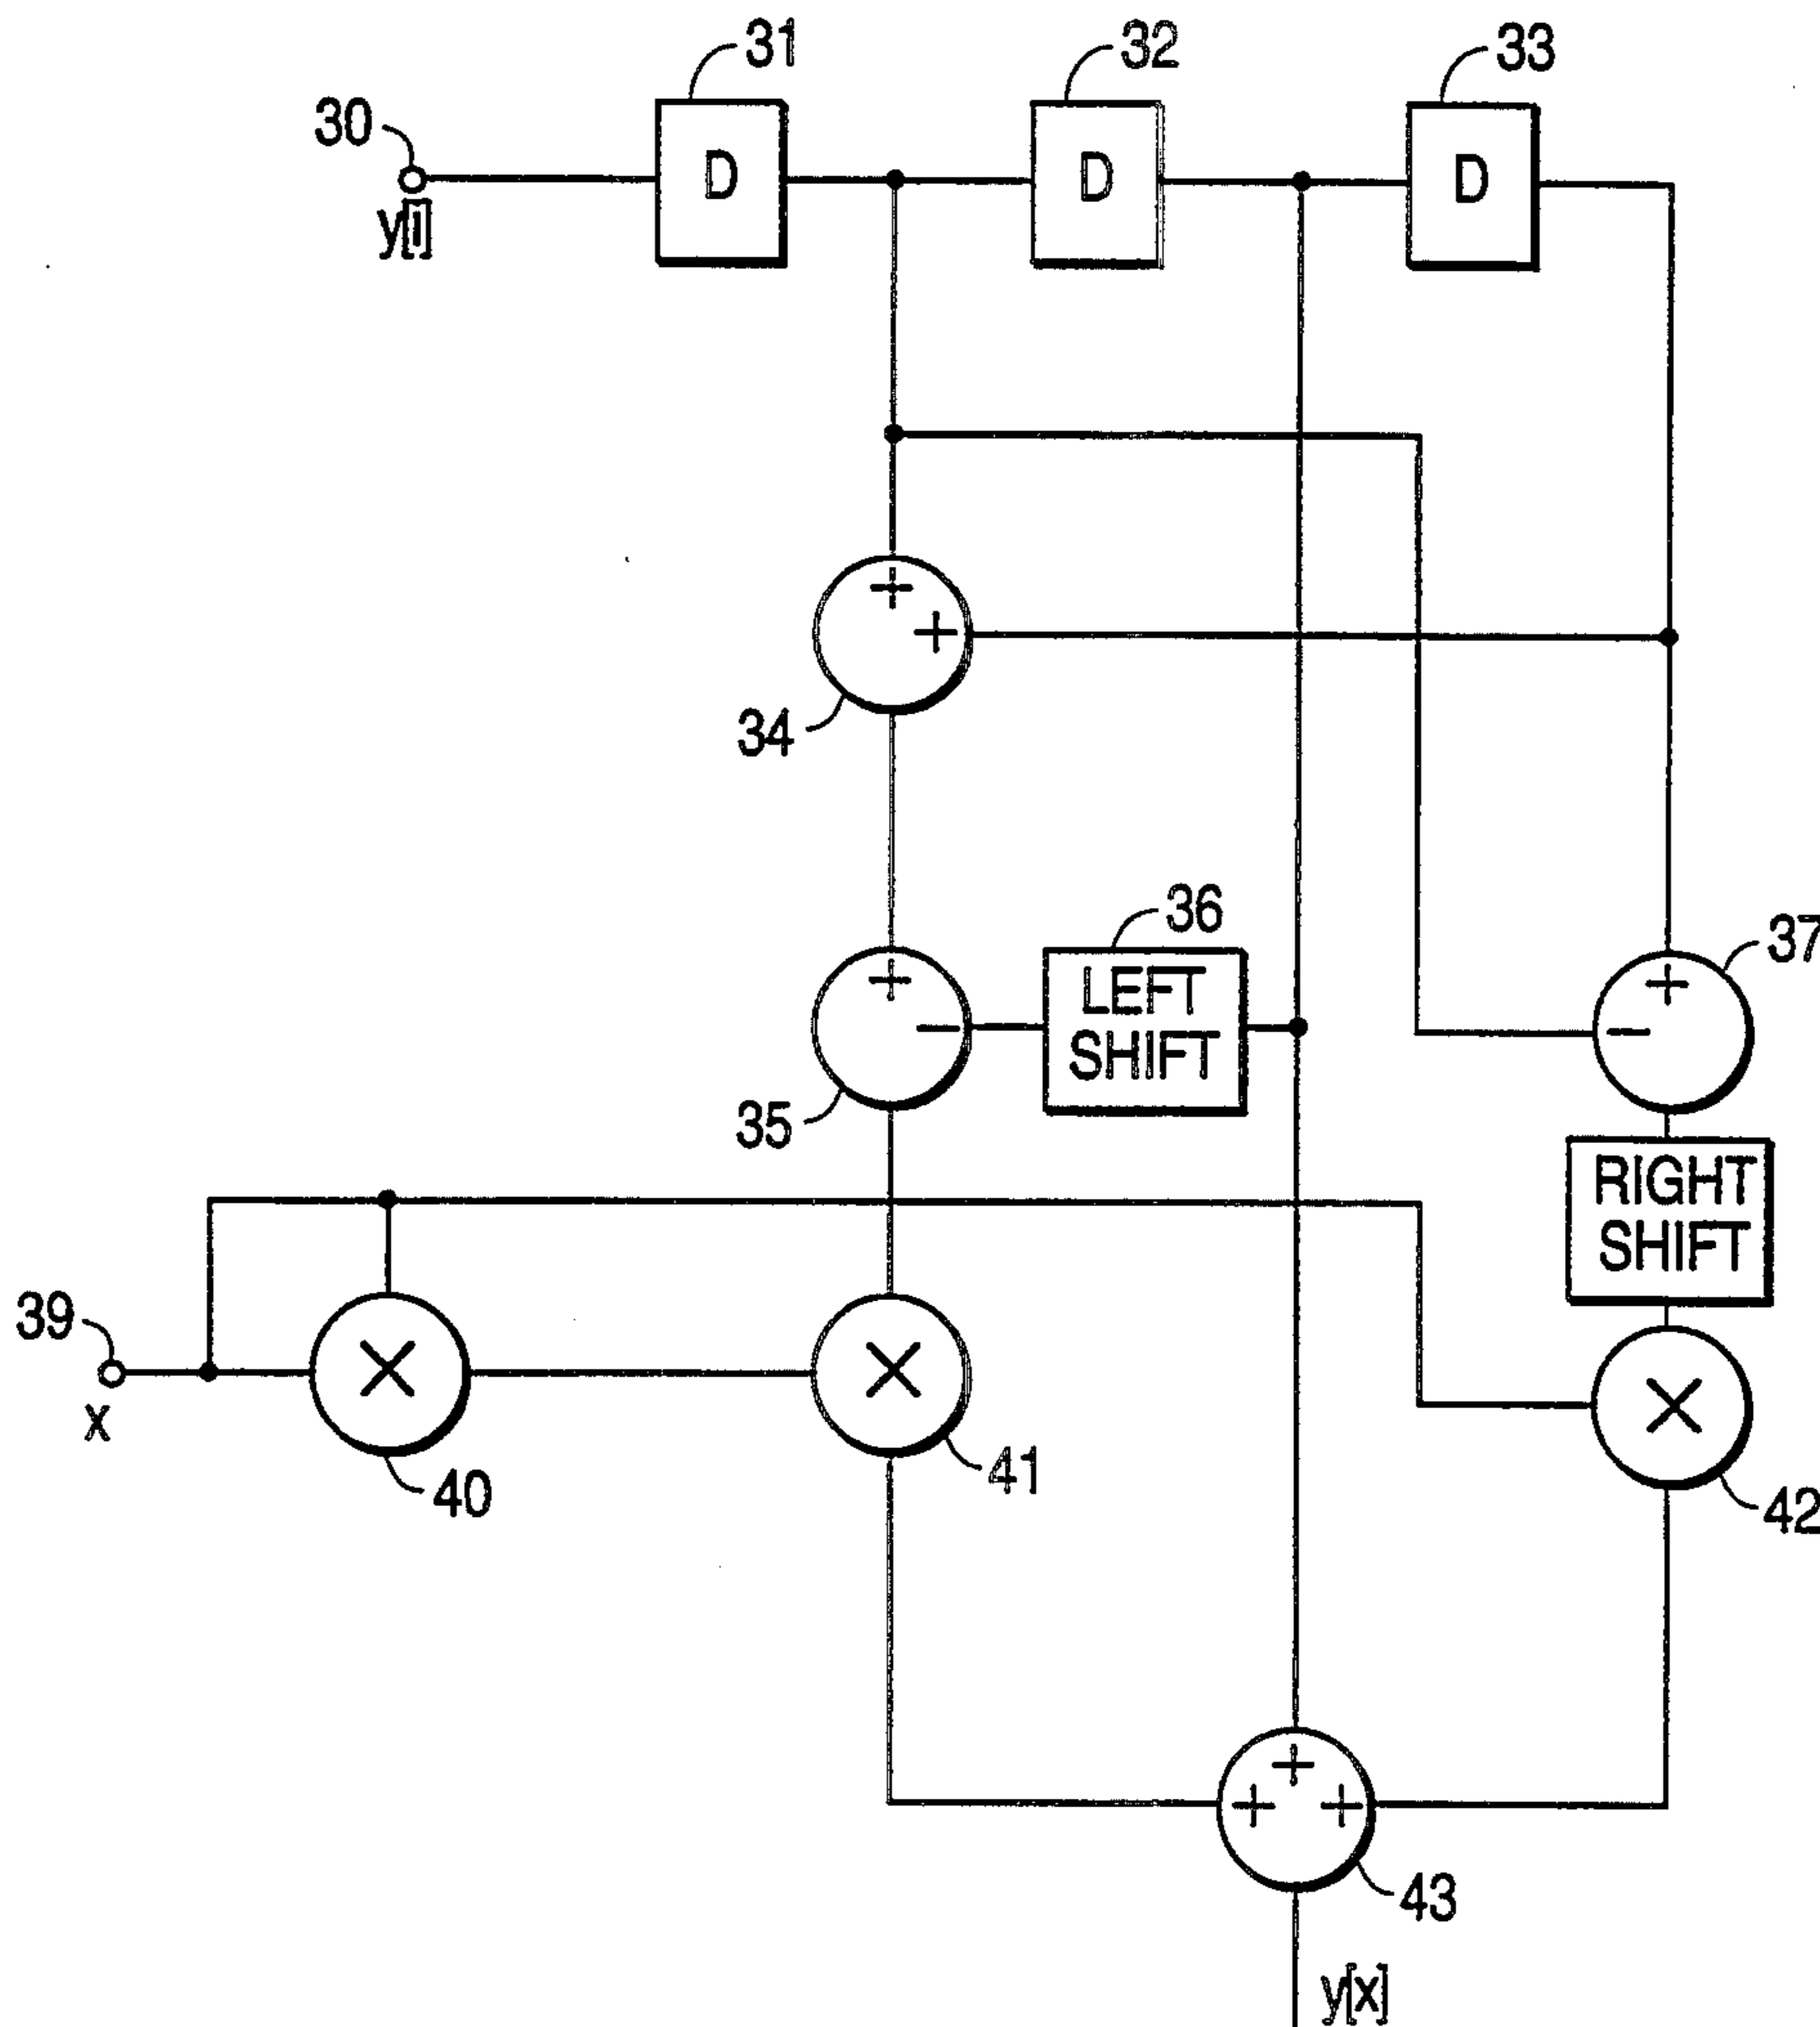 31
32
33
30
D
D
D
y[i]
+
+
34
36
37
+
-
LEFT
SHIFT
+
-
35
RIGHT
SHIFT
39
x
×
×
×
40
41
42
+
+
+
43
y[x]